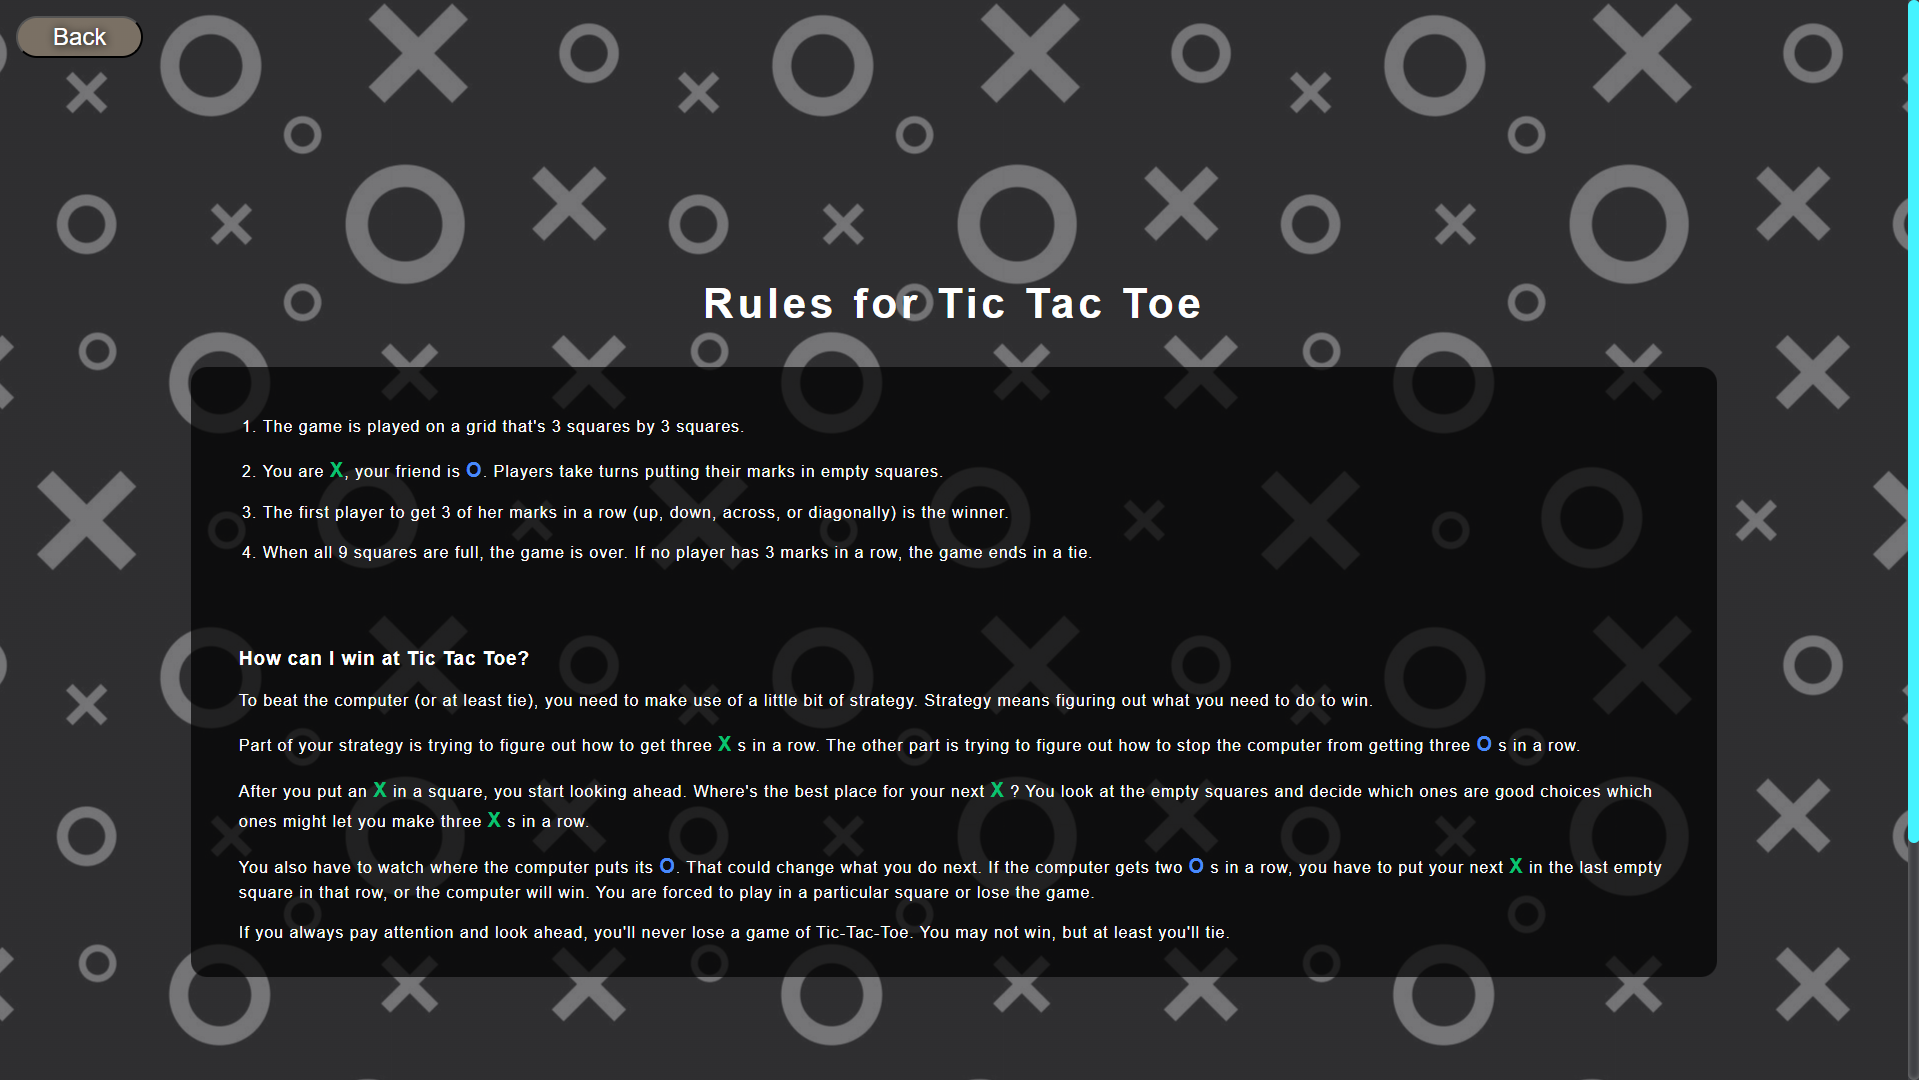 Back
Rules for Tic Tac Toe
1. The game is played on a grid that's 3 squares by 3 squares.
2. You are X, your friend is O. Players take turns putting their marks in empty squares.
3. The first player to get 3 of her marks in a row (up, down, across, or diagonally) is the winner.
4. When all 9 squares are full, the game is over. If no player has 3 marks in a row, the game ends in a tie.
How can I win at Tic Tac Toe?
To beat the computer (or at least tie), you need to make use of a little bit of strategy. Strategy means figuring out what you need to do to win.
Part of your strategy is trying to figure out how to get three X s in a row. The other part is trying to figure out how to stop the computer from getting three O s in a row.
After you put an X in a square, you start looking ahead. Where's the best place for your next X ? You look at the empty squares and decide which ones are good choices which
ones might let you make three X s in a row.
You also have to watch where the computer puts its O. That could change what you do next. If the computer gets two O s in a row, you have to put your next X in the last empty
square in that row, or the computer will win. You are forced to play in a particular square or lose the game.
If you always pay attention and look ahead, you'll never lose a game of Tic-Tac-Toe. You may not win, but at least you'll tie.